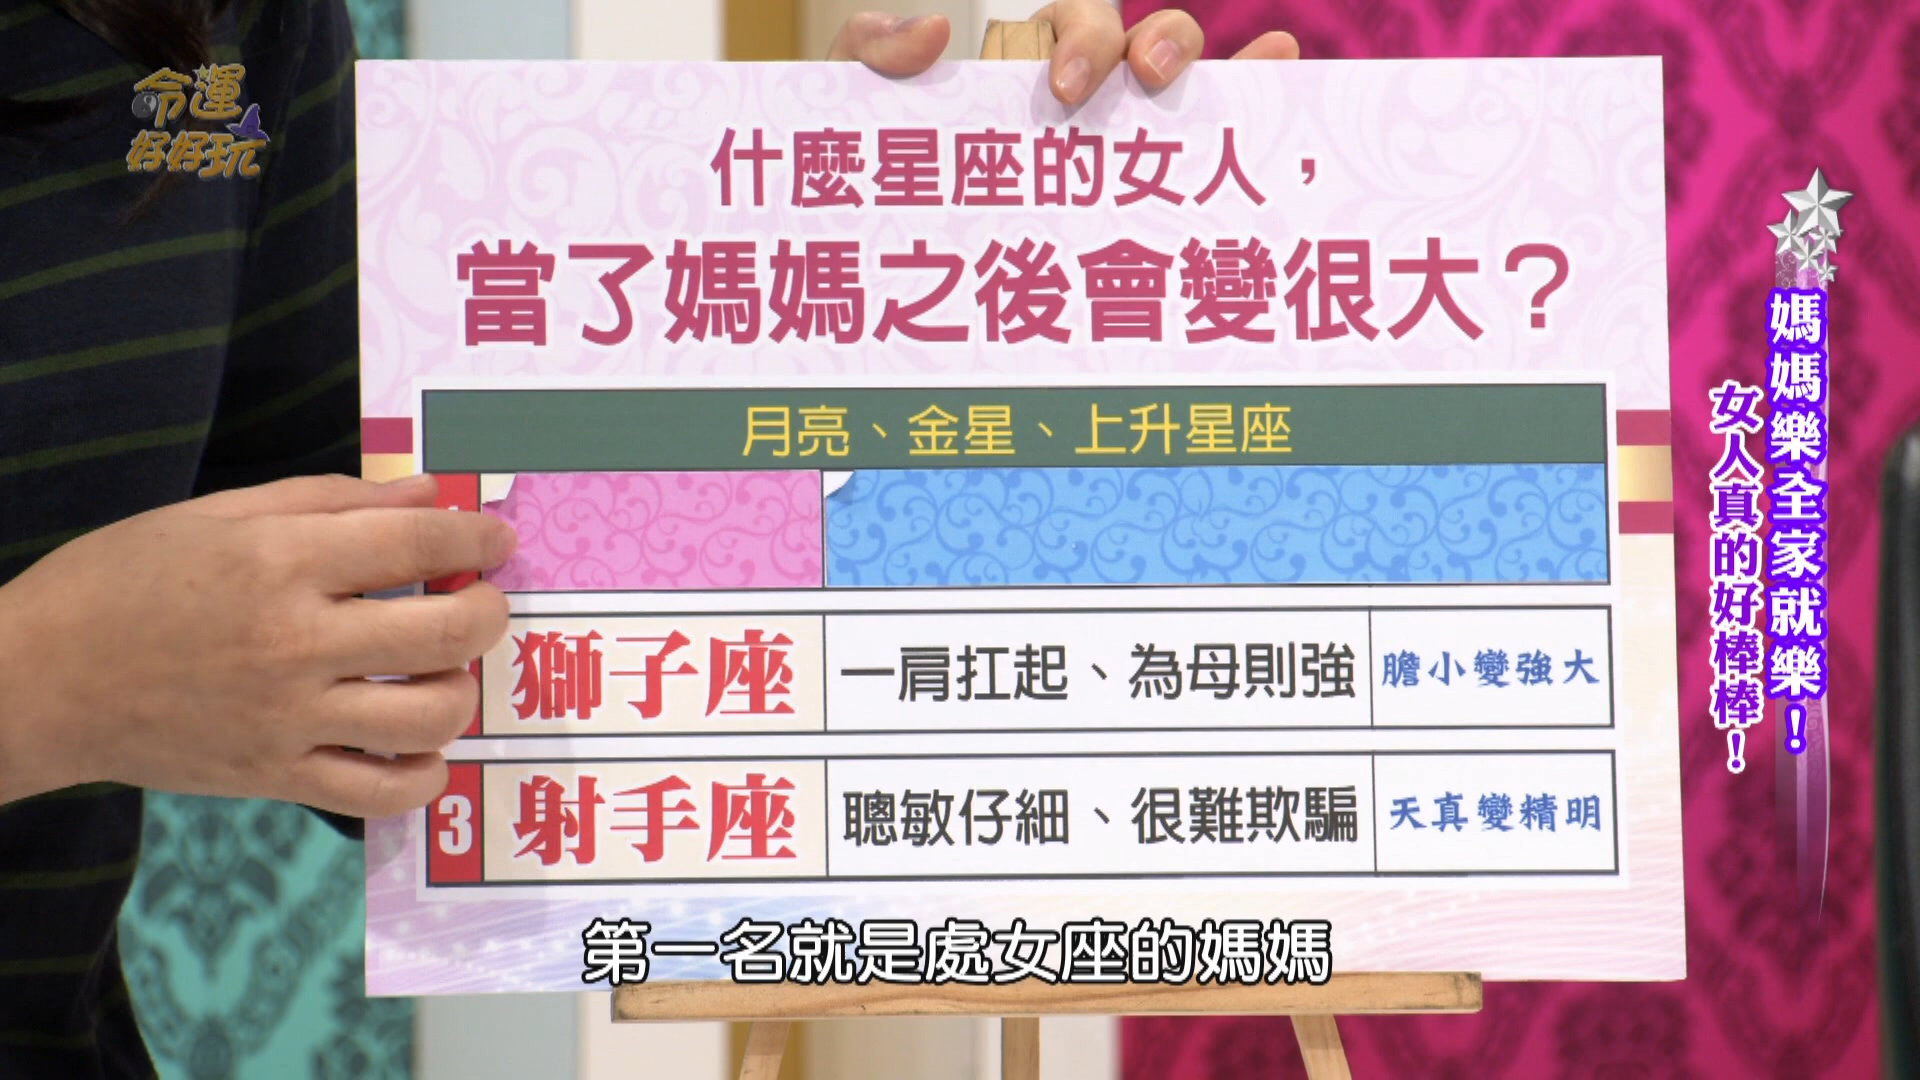 命運
好好玩
什麼星座的女人，
當了媽媽之後會變很大？
月亮、金星、上升星座
獅子座 一肩扛起、為母則強 膽小變強大
3 射手座 聰敏仔細、很難欺騙 天真變精明
媽媽樂全家就樂！
女人真的好棒棒！
第一名就是處女座的媽媽